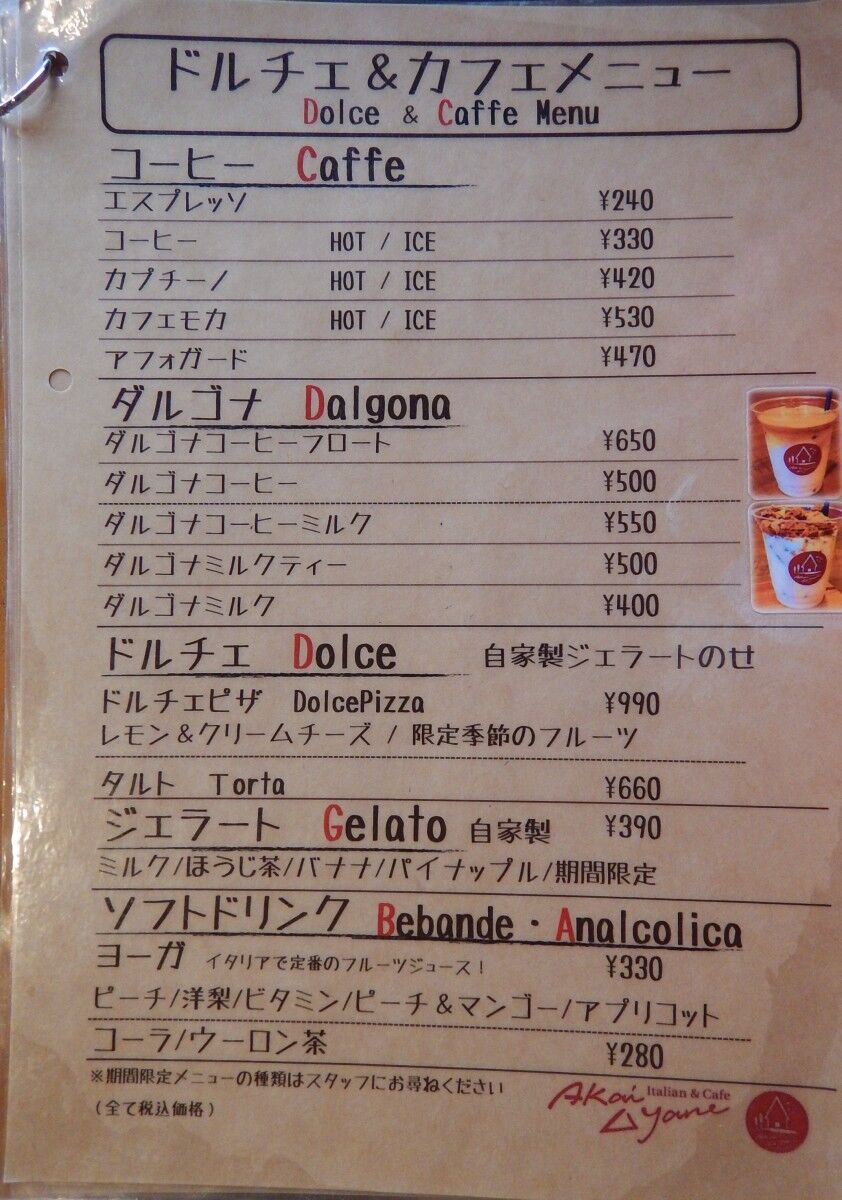 ドルチェ&カフェメニュー
Dolce & Caffe Menu
コーヒー Caffe
エスプレッソ ¥240
コーヒー HOT / ICE ¥330
カプチーノ HOT / ICE ¥420
カフェモカ HOT / ICE ¥530
アフォガード ¥470
ダルゴナ Dalgona
ダルゴナコーヒーフロート ¥650
ダルゴナコーヒー ¥500
ダルゴナコーヒーミルク ¥550
ダルゴナミルクティー ¥500
ダルゴナミルク ¥400
ドルチェ Dolce 自家製ジェラートのせ
ドルチェピザ DolcePizza ¥990
レモン&クリームチーズ / 限定季節のフルーツ
タルト Torta ¥660
ジェラート Gelato 自家製 ¥390
ミルク/ほうじ茶/バナナ/パイナップル/期間限定
ソフトドリンク Bebande・Analcolica
ヨーガ イタリアで定番のフルーツジュース! ¥330
ピーチ/洋梨/ビタミン/ピーチ&マンゴー/アプリコット
コーラ/ウーロン茶 ¥280
※期間限定メニューの種類はスタッフにお尋ねください
(全て税込価格)
Akai Italian & Cafe
Yane